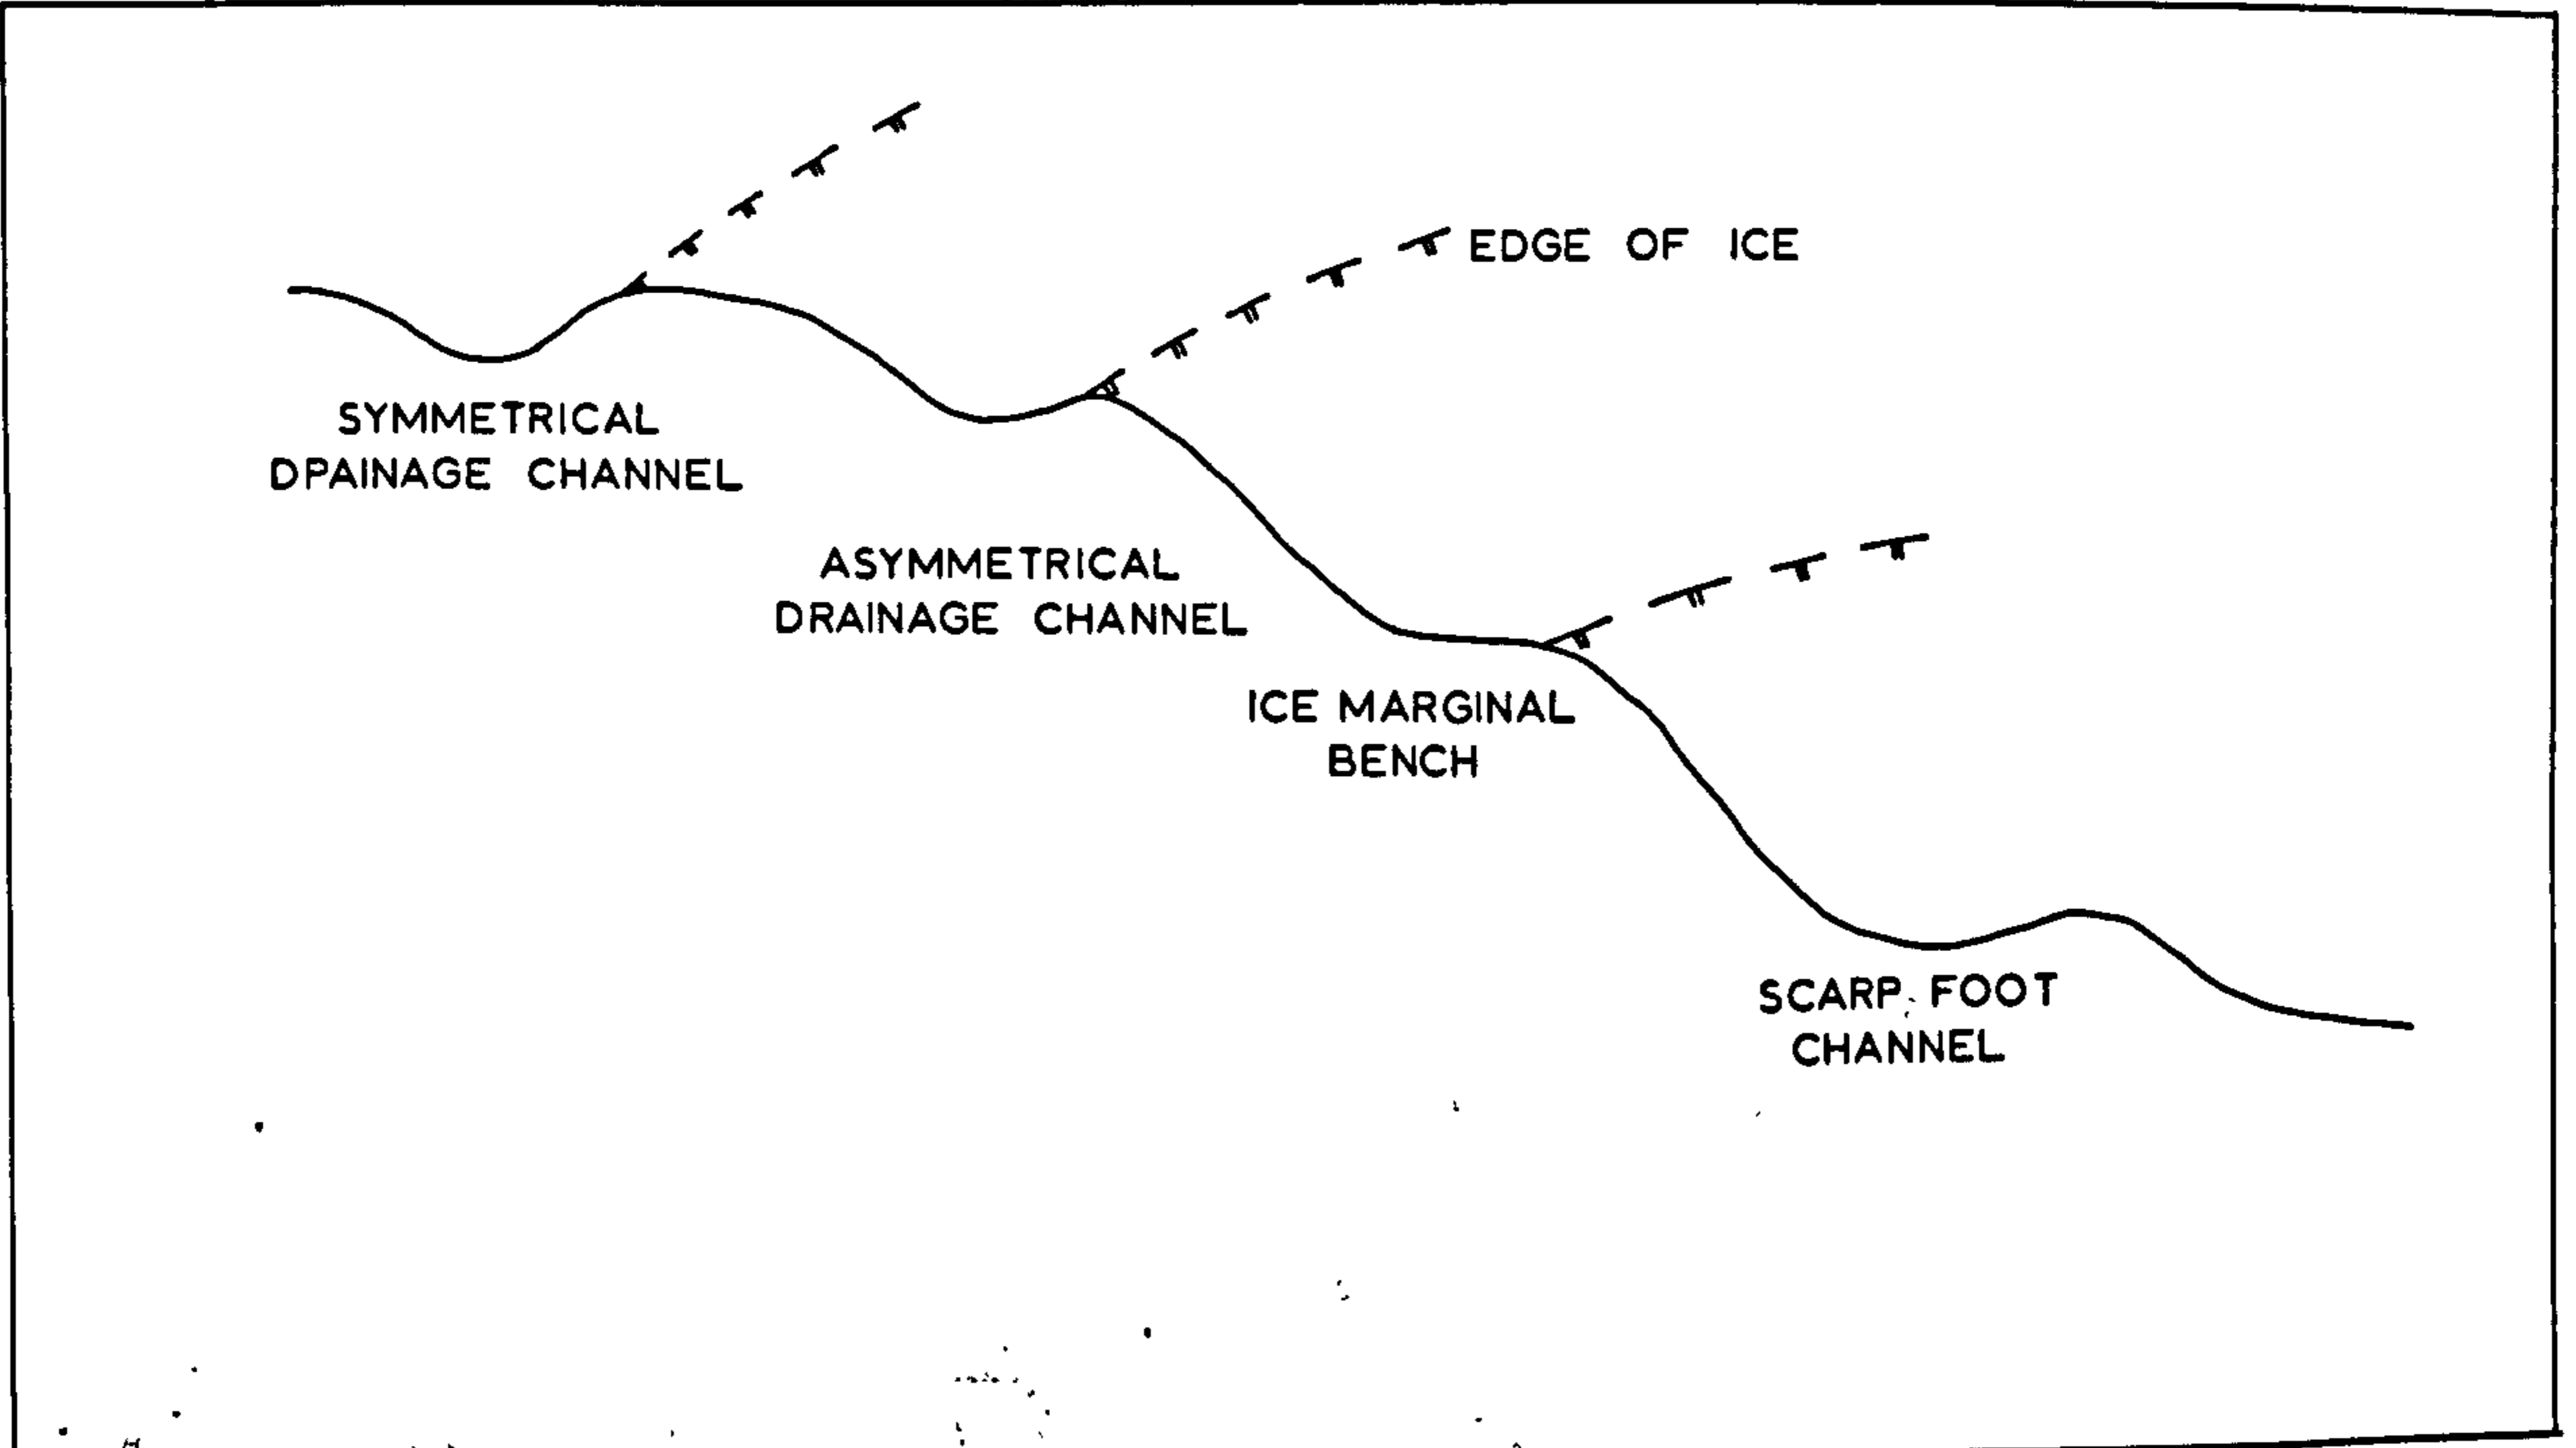 EDGE OF ICE
SYMMETRICAL
DPAINAGE CHANNEL
ASYMMETRICAL
DRAINAGE CHANNEL
ICE MARGINAL
BENCH
SCARP FOOT
CHANNEL